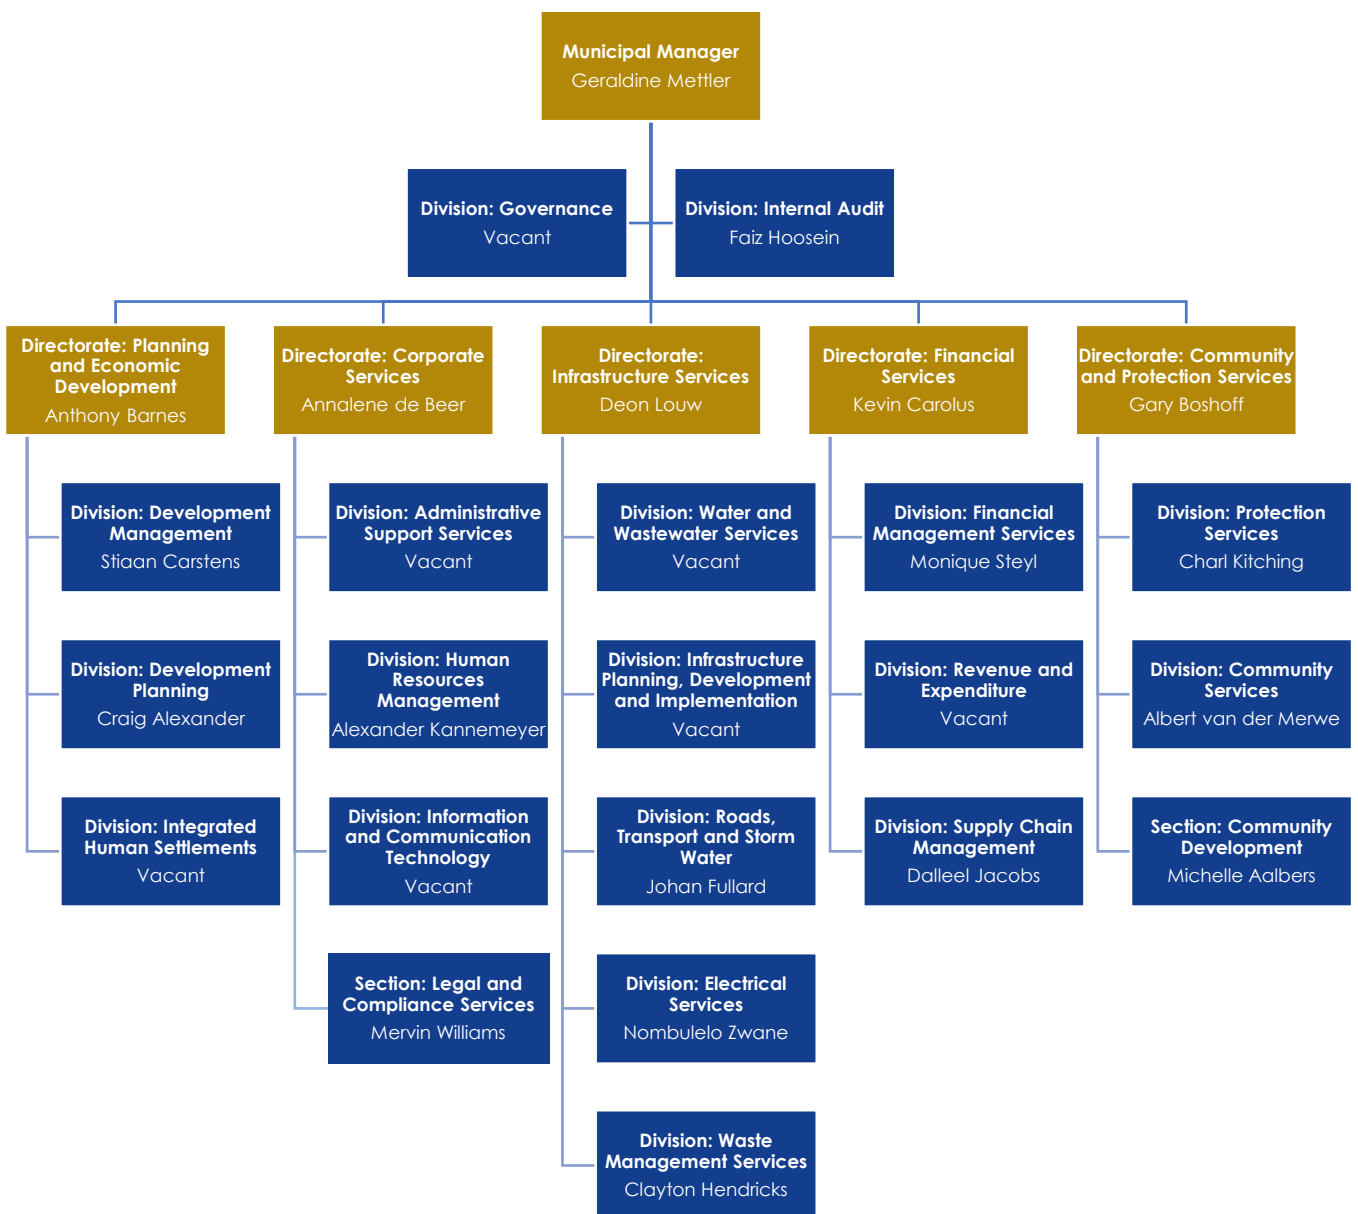 Municipal Manager
Geraldine Mettler
Division: Governance
Vacant
Division: Internal Audit
Faiz Hoosein
Directorate: Planning
and Economic
Development
Anthony Barnes
Directorate: Corporate
Services
Annalene de Beer
Directorate:
Infrastructure Services
Deon Louw
Directorate: Financial
Services
Kevin Carolus
Directorate: Community
and Protection Services
Gary Boshoff
Division: Development
Management
Stiaan Carstens
Division: Development
Planning
Craig Alexander
Division: Integrated
Human Settlements
Vacant
Division: Administrative
Support Services
Vacant
Division: Human
Resources
Management
Alexander Kannemeyer
Division: Information
and Communication
Technology
Vacant
Section: Legal and
Compliance Services
Mervin Williams
Division: Water and
Wastewater Services
Vacant
Division: Infrastructure
Planning, Development
and Implementation
Vacant
Division: Roads,
Transport and Storm
Water
Johan Fullard
Division: Electrical
Services
Nombulelo Zwane
Division: Waste
Management Services
Clayton Hendricks
Division: Financial
Management Services
Monique Steyl
Division: Revenue and
Expenditure
Vacant
Division: Supply Chain
Management
Dalleel Jacobs
Division: Protection
Services
Charl Kitching
Division: Community
Services
Albert van der Merwe
Section: Community
Development
Michelle Aalbers